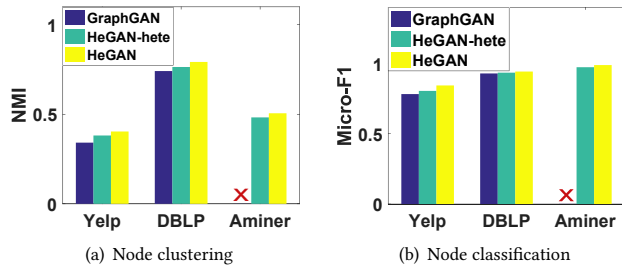 GraphGAN
HeGAN-hete
HeGAN
1
0.5
0
NMI
Yelp DBLP Aminer
X
(a) Node clustering
GraphGAN
HeGAN-hete
HeGAN
1
0.5
0
Micro-F1
Yelp DBLP Aminer
X
(b) Node classification